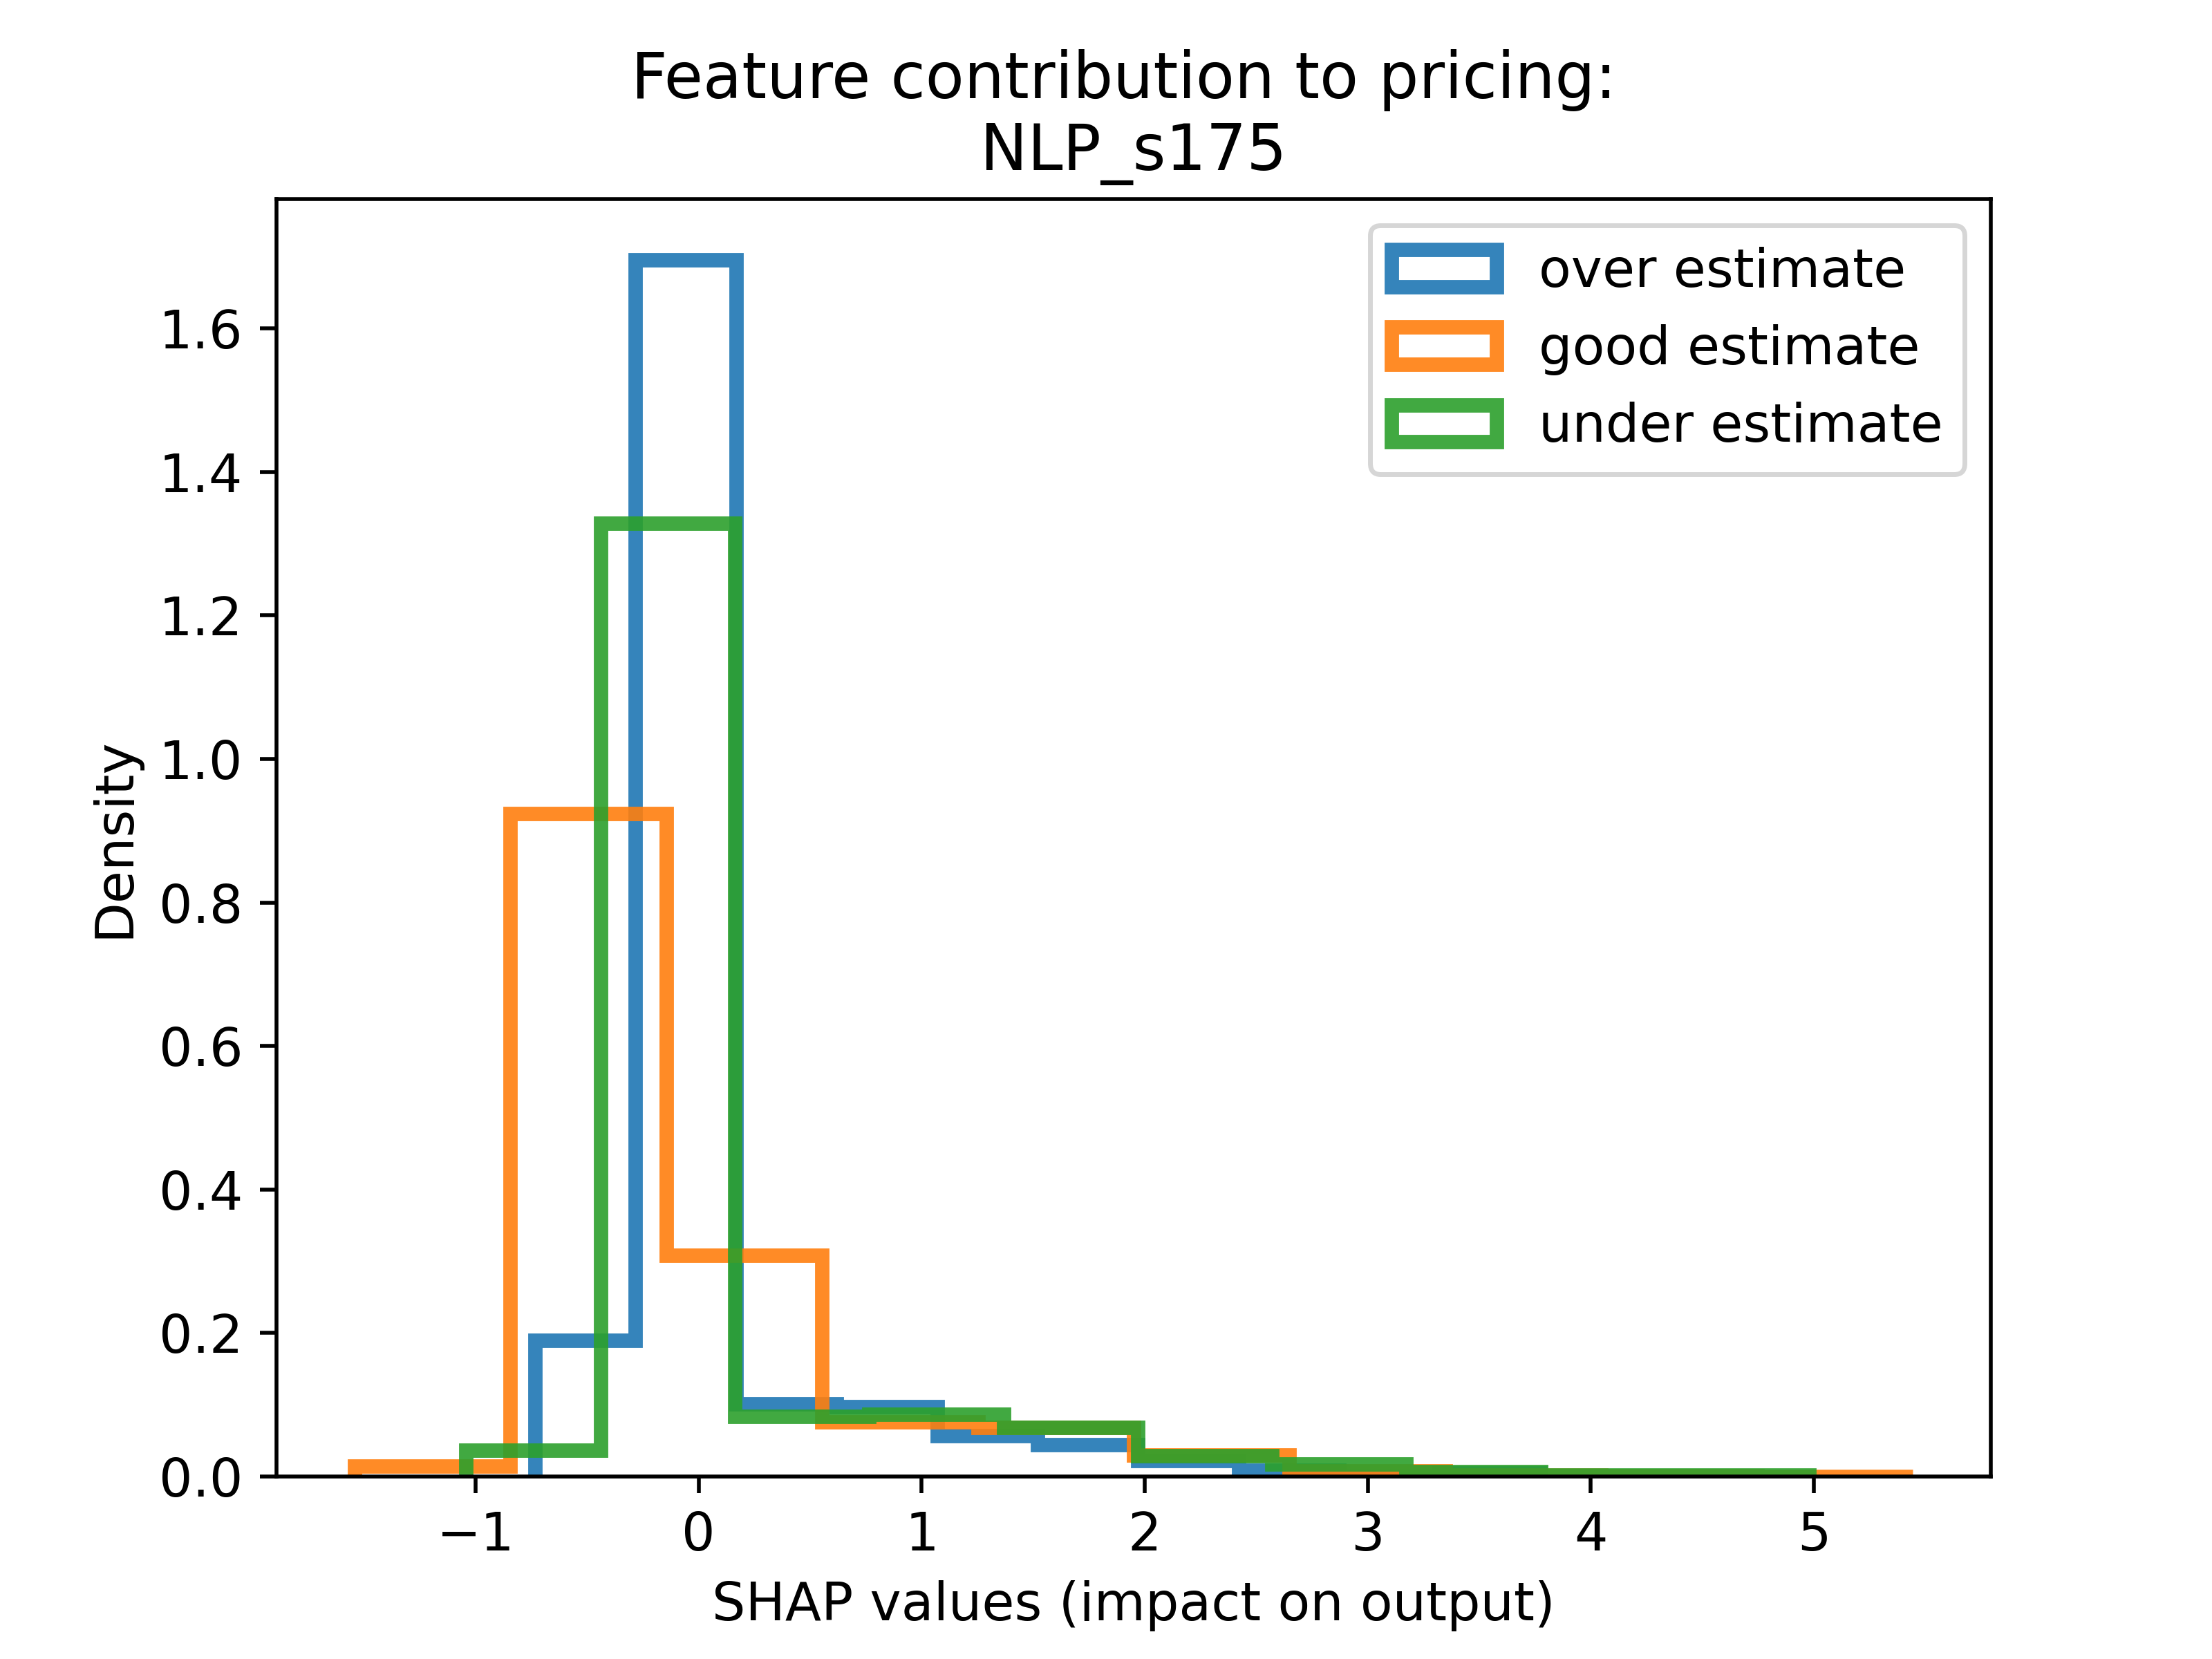 Feature contribution to pricing:
NLP_s175
over estimate
good estimate
under estimate
Density
1.6
1.4
1.2
1.0
0.8
0.6
0.4
0.2
0.0
−1 0 1 2 3 4 5
SHAP values (impact on output)